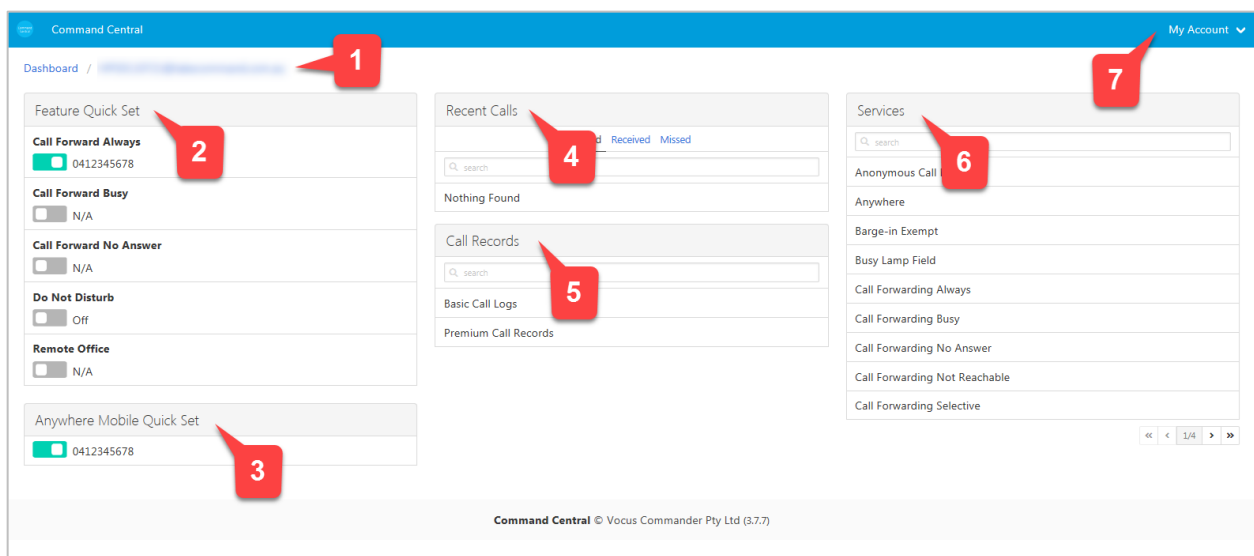 Command Central
My Account
Dashboard /
1
7
Feature Quick Set
2
Call Forward Always
0412345678
Call Forward Busy
N/A
Call Forward No Answer
N/A
Do Not Disturb
Off
Remote Office
N/A
Anywhere Mobile Quick Set
0412345678
3
Recent Calls
4
Received Missed
search
Nothing Found
Call Records
search
5
Basic Call Logs
Premium Call Records
Services
search
6
Anonymous Call
Anywhere
Barge-in Exempt
Busy Lamp Field
Call Forwarding Always
Call Forwarding Busy
Call Forwarding No Answer
Call Forwarding Not Reachable
Call Forwarding Selective
« < 1/4 > »
Command Central © Vocus Commander Pty Ltd (3.7.7)